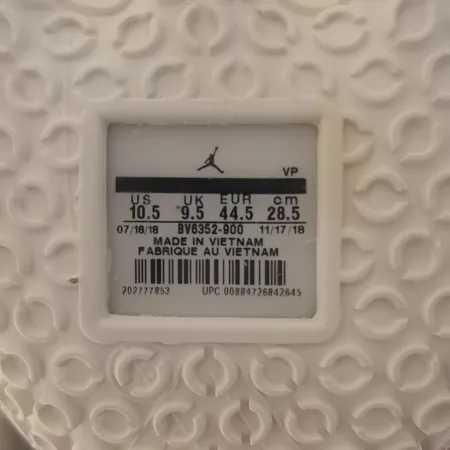 VP
US UK EUR cm
10.5 9.5 44.5 28.5
07/18/18 BV6352-900 11/17/18
MADE IN VIETNAM
FABRIQUE AU VIETNAM
202777853 UPC 00884726842645